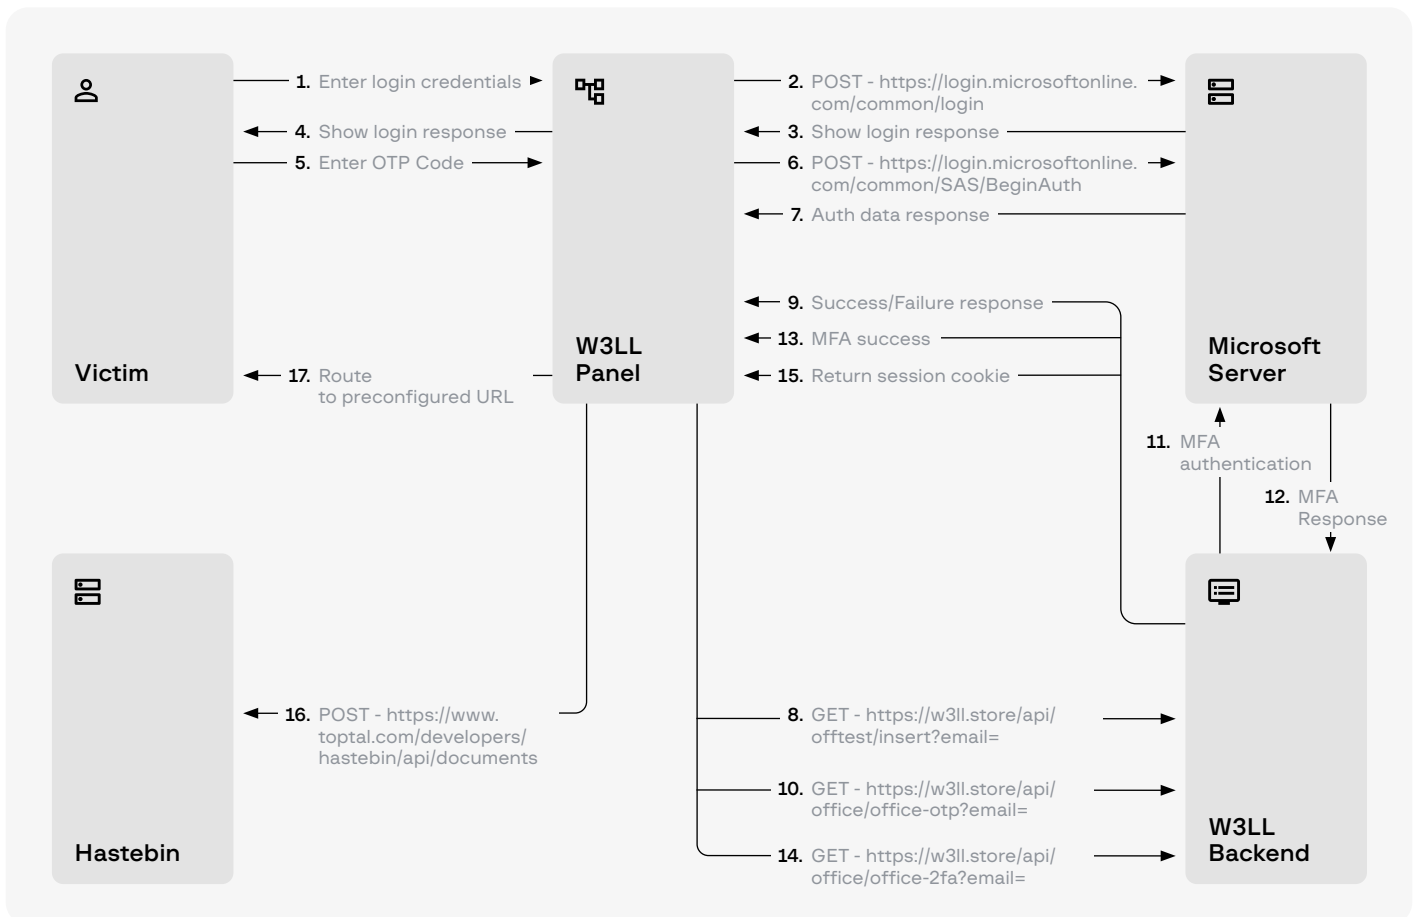 1. Enter login credentials
2. POST - https://login.microsoftonline.
com/common/login
4. Show login response
3. Show login response
5. Enter OTP Code
6. POST - https://login.microsoftonline.
com/common/SAS/BeginAuth
7. Auth data response
9. Success/Failure response
13. MFA success
15. Return session cookie
17. Route
to preconfigured URL
Victim
W3LL
Panel
Microsoft
Server
11. MFA
authentication
12. MFA
Response
16. POST - https://www.
toptal.com/developers/
hastebin/api/documents
8. GET - https://w3ll.store/api/
offtest/insert?email=
10. GET - https://w3ll.store/api/
office/office-otp?email=
14. GET - https://w3ll.store/api/
office/office-2fa?email=
Hastebin
W3LL
Backend